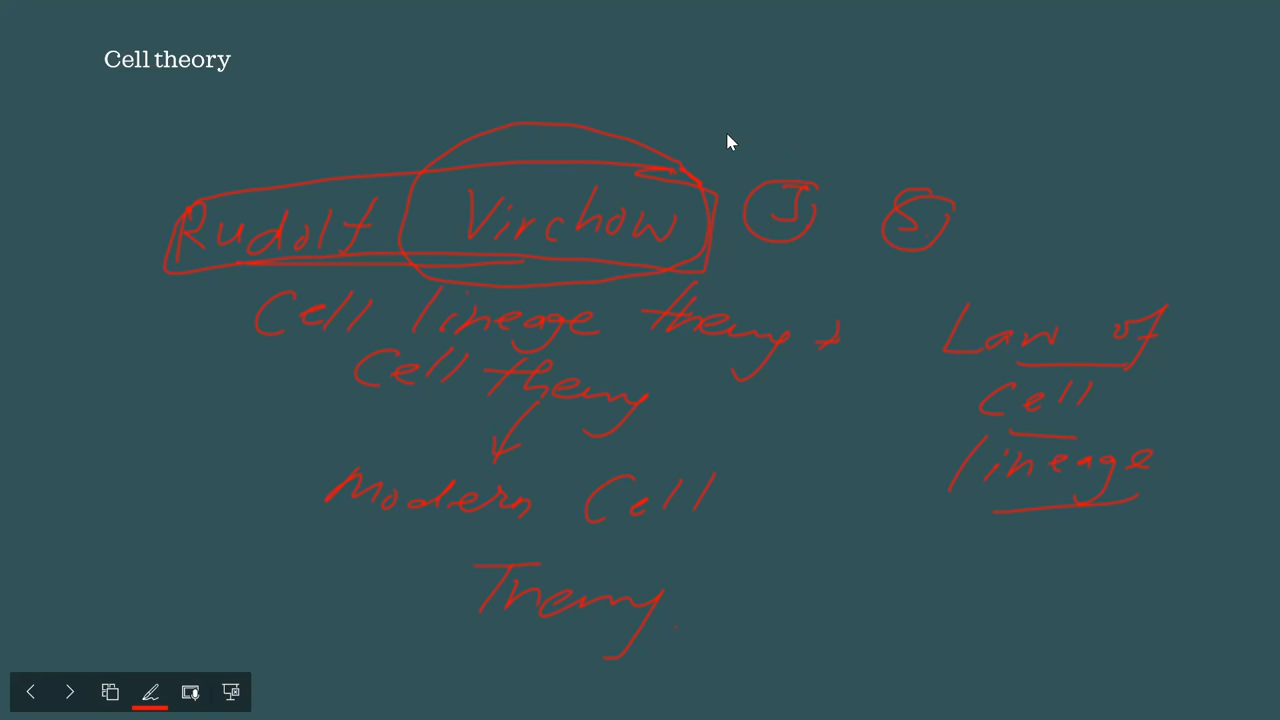 Cell theory
Rudolf Virchow J S
Cell lineage theory +
Cell theory
Modern Cell
Theory
Law of
Cell
lineage